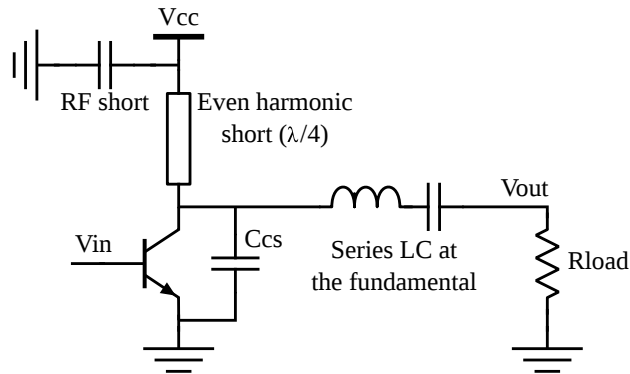 Vcc
RF short
Even harmonic
short (λ/4)
Vin
Ccs
Vout
Series LC at
the fundamental
Rload